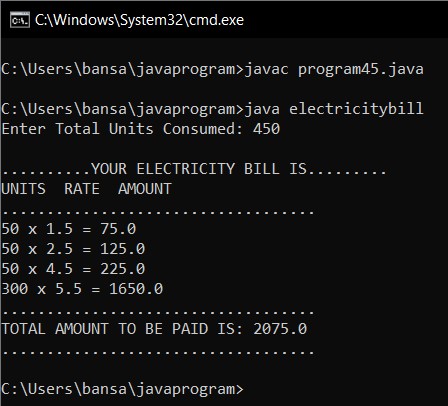 C:\Windows\System32\cmd.exe
C:\Users\bansa\javaprogram>javac program45.java
C:\Users\bansa\javaprogram>java electricitybill
Enter Total Units Consumed: 450
..........YOUR ELECTRICITY BILL IS.........
UNITS  RATE  AMOUNT
...................................
50 x 1.5 = 75.0
50 x 2.5 = 125.0
50 x 4.5 = 225.0
300 x 5.5 = 1650.0
...................................
TOTAL AMOUNT TO BE PAID IS: 2075.0
...................................
C:\Users\bansa\javaprogram>